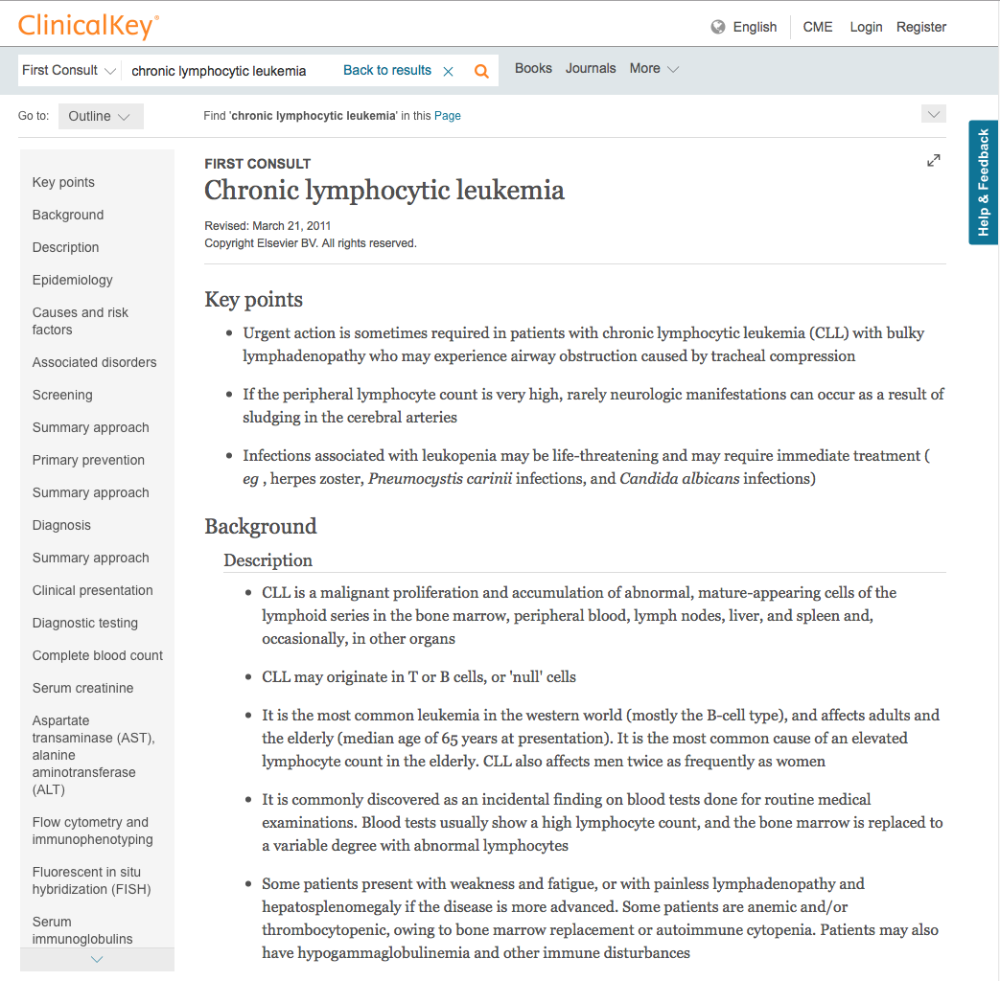 ClinicalKey®
English CME Login Register
First Consult chronic lymphocytic leukemia Back to results Books Journals More
Go to: Outline Find 'chronic lymphocytic leukemia' in this Page
Help & Feedback
Key points
Background
Description
Epidemiology
Causes and risk
factors
Associated disorders
Screening
Summary approach
Primary prevention
Summary approach
Diagnosis
Summary approach
Clinical presentation
Diagnostic testing
Complete blood count
Serum creatinine
Aspartate
transaminase (AST),
alanine
aminotransferase
(ALT)
Flow cytometry and
immunophenotyping
Fluorescent in situ
hybridization (FISH)
Serum
immunoglobulins
FIRST CONSULT
Chronic lymphocytic leukemia
Revised: March 21, 2011
Copyright Elsevier BV. All rights reserved.
Key points
• Urgent action is sometimes required in patients with chronic lymphocytic leukemia (CLL) with bulky
lymphadenopathy who may experience airway obstruction caused by tracheal compression
• If the peripheral lymphocyte count is very high, rarely neurologic manifestations can occur as a result of
sludging in the cerebral arteries
• Infections associated with leukopenia may be life-threatening and may require immediate treatment (
eg , herpes zoster, Pneumocystis carinii infections, and Candida albicans infections)
Background
Description
• CLL is a malignant proliferation and accumulation of abnormal, mature-appearing cells of the
lymphoid series in the bone marrow, peripheral blood, lymph nodes, liver, and spleen and,
occasionally, in other organs
• CLL may originate in T or B cells, or 'null' cells
• It is the most common leukemia in the western world (mostly the B-cell type), and affects adults and
the elderly (median age of 65 years at presentation). It is the most common cause of an elevated
lymphocyte count in the elderly. CLL also affects men twice as frequently as women
• It is commonly discovered as an incidental finding on blood tests done for routine medical
examinations. Blood tests usually show a high lymphocyte count, and the bone marrow is replaced to
a variable degree with abnormal lymphocytes
• Some patients present with weakness and fatigue, or with painless lymphadenopathy and
hepatosplenomegaly if the disease is more advanced. Some patients are anemic and/or
thrombocytopenic, owing to bone marrow replacement or autoimmune cytopenia. Patients may also
have hypogammaglobulinemia and other immune disturbances